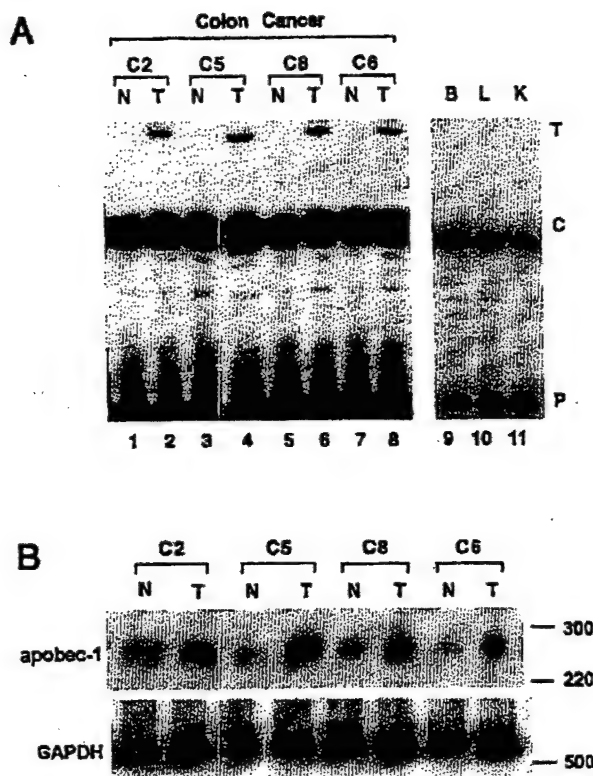 A
Colon Cancer
C2 C5 C8 C6
N T N T N T N T B L K
T
C
P
1 2 3 4 5 6 7 8 9 10 11
B
C2 C5 C8 C6
N T N T N T N T
apobec-1
300
220
GAPDH
500